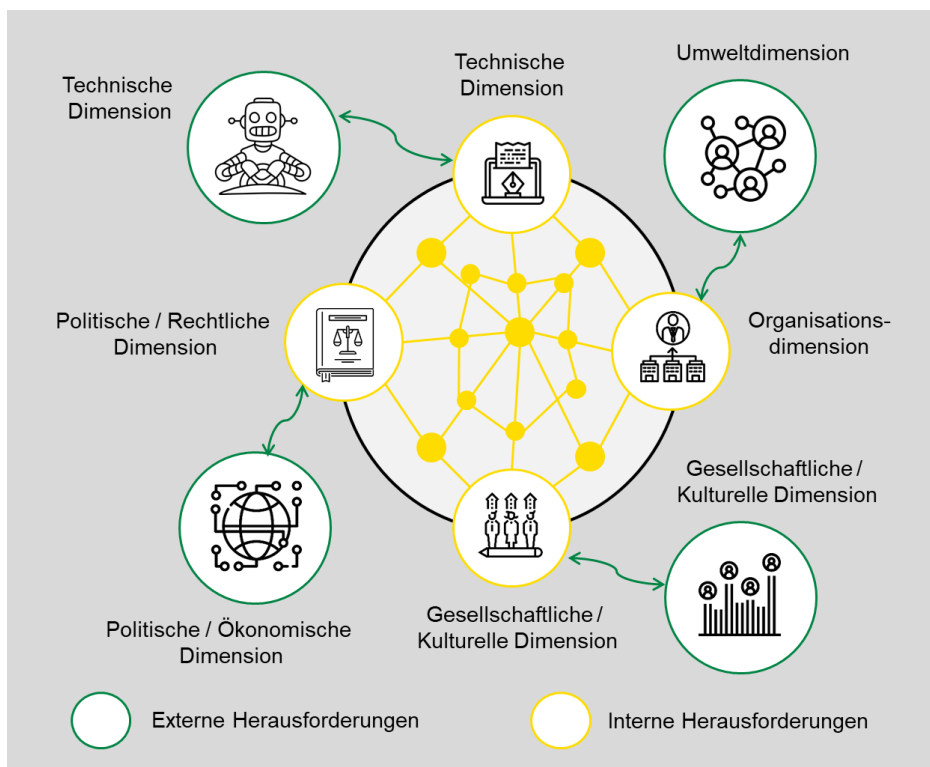 Technische
Dimension
Technische
Dimension
Umweltdimension
Politische / Rechtliche
Dimension
Organisations-
dimension
Gesellschaftliche /
Kulturelle Dimension
Politische / Ökonomische
Dimension
Gesellschaftliche /
Kulturelle Dimension
Externe Herausforderungen
Interne Herausforderungen